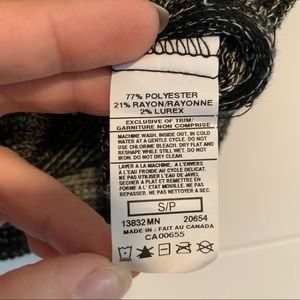 77% POLYESTER
21% RAYON/RAYONNE
2% LUREX
EXCLUSIVE OF TRIM/
GARNITURE NON COMPRISE
MACHINE WASH, INSIDE OUT, IN COLD
WATER AT A GENTLE CYCLE. DO NOT
USE CHLORINE BLEACH. DRY FLAT AND
RESHAPE WHILE STILL WET. DO NOT
IRON. DO NOT DRY CLEAN.
LAVER A LA MACHINE. A L'ENVERS
A L'EAU FROIDE AU CYCLE DELICAT.
NE PAS UTILISER L'EAU DE JAVEL.
SECHER A PLAT ET REMETTRE EN
FORME A L'ETAT MOUILLE. NE PAS
REPASSER. NE PAS NETTOYER A SEC.
S/P
13832 MN 20654
MADE IN / FAIT AU CANADA
CA00655